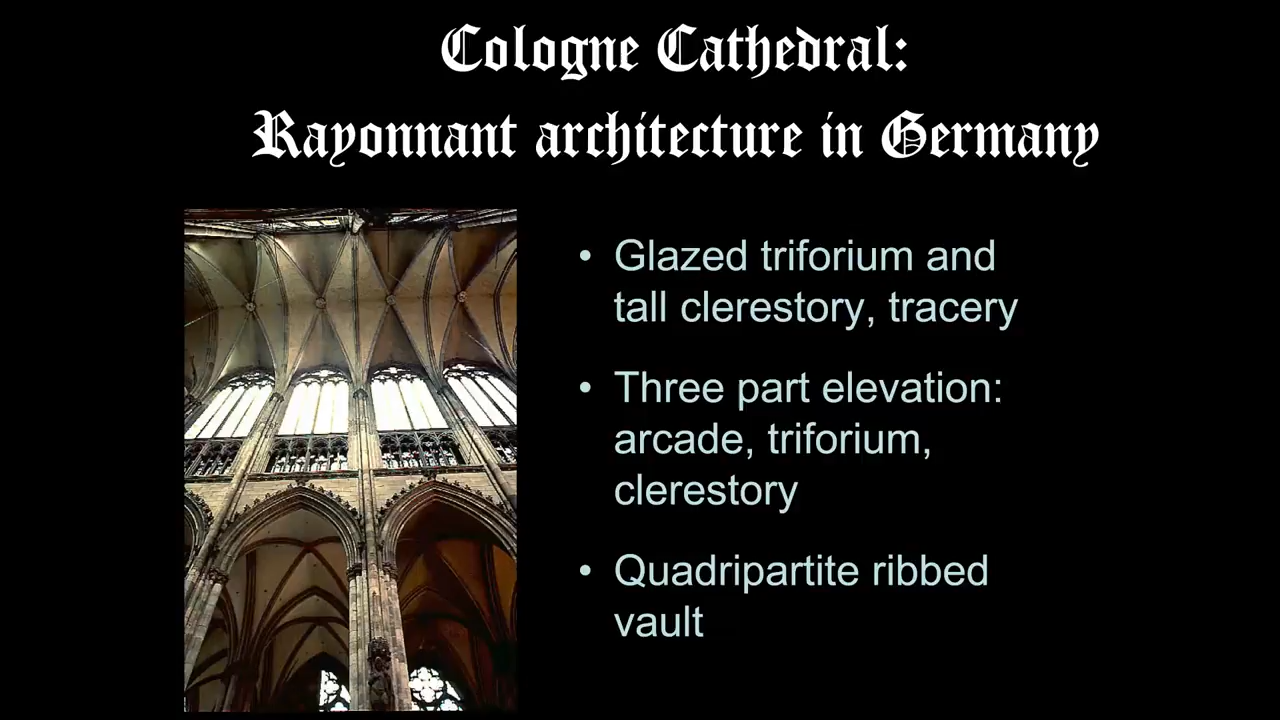 Cologne Cathedral:
Rayonnant architecture in Germany
• Glazed triforium and
tall clerestory, tracery
• Three part elevation:
arcade, triforium,
clerestory
• Quadripartite ribbed
vault